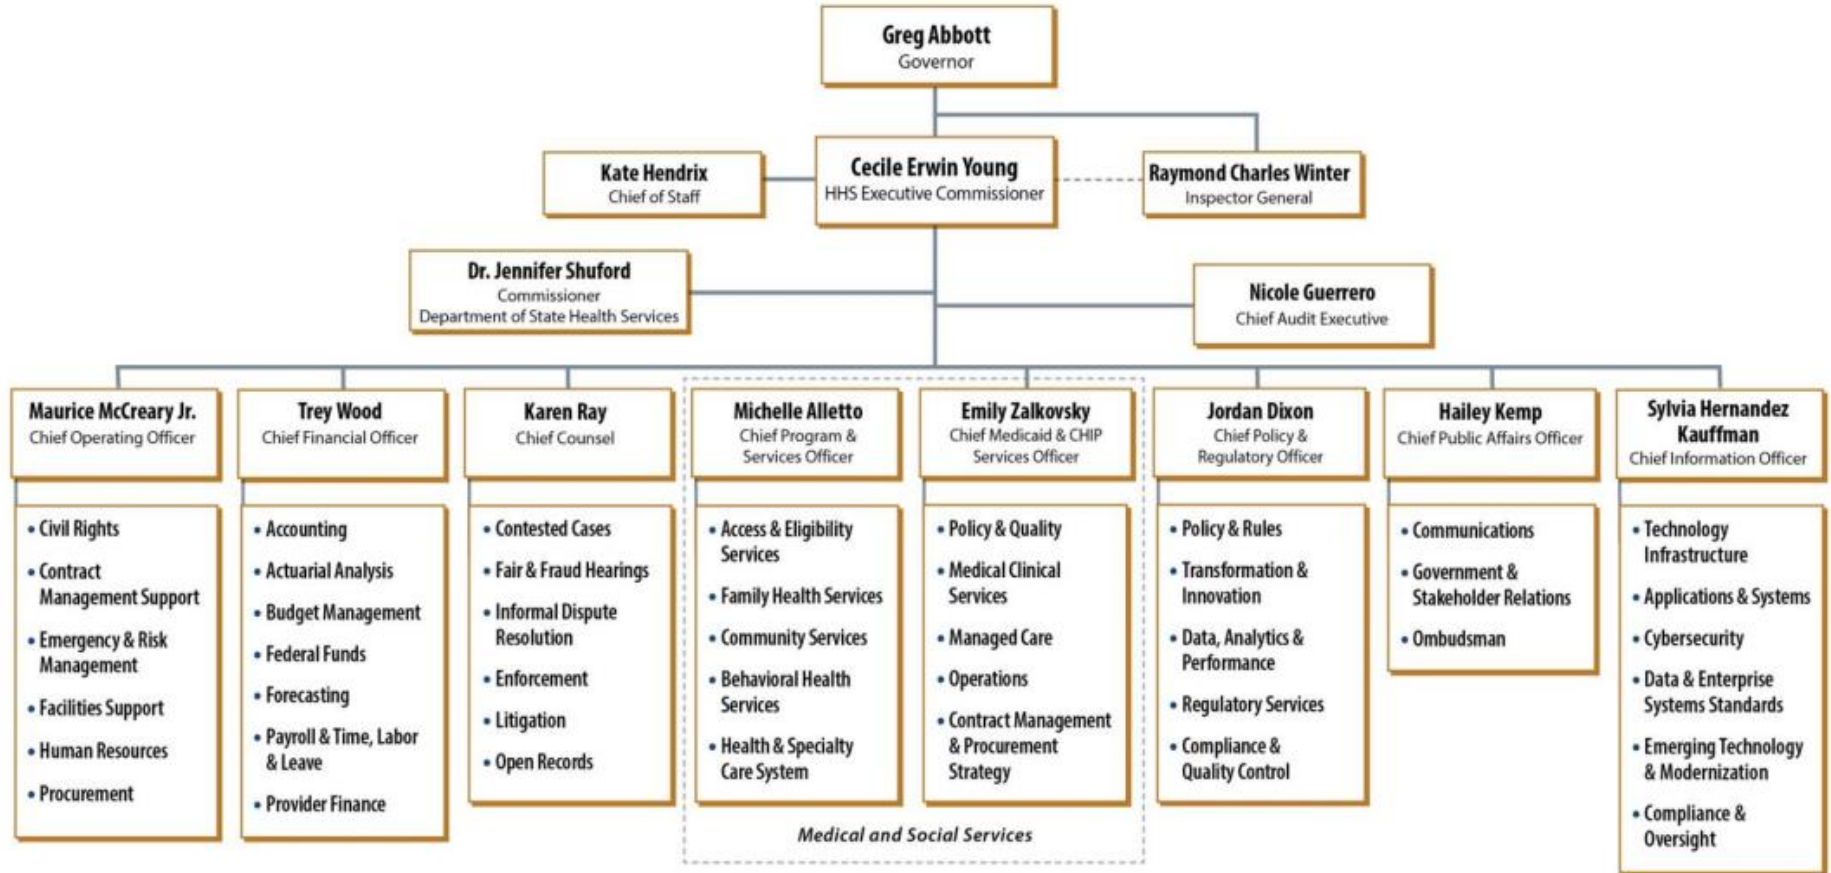 Greg Abbott
Governor
Kate Hendrix
Chief of Staff
Cecile Erwin Young
HHS Executive Commissioner
Raymond Charles Winter
Inspector General
Dr. Jennifer Shuford
Commissioner
Department of State Health Services
Nicole Guerrero
Chief Audit Executive
Maurice McCreary Jr.
Chief Operating Officer
• Civil Rights
• Contract
Management Support
• Emergency & Risk
Management
• Facilities Support
• Human Resources
• Procurement
Trey Wood
Chief Financial Officer
• Accounting
• Actuarial Analysis
• Budget Management
• Federal Funds
• Forecasting
• Payroll & Time, Labor
& Leave
• Provider Finance
Karen Ray
Chief Counsel
• Contested Cases
• Fair & Fraud Hearings
• Informal Dispute
Resolution
• Enforcement
• Litigation
• Open Records
Michelle Alletto
Chief Program &
Services Officer
• Access & Eligibility
Services
• Family Health Services
• Community Services
• Behavioral Health
Services
• Health & Specialty
Care System
Emily Zalkovsky
Chief Medicaid & CHIP
Services Officer
• Policy & Quality
• Medical Clinical
Services
• Managed Care
• Operations
• Contract Management
& Procurement
Strategy
Medical and Social Services
Jordan Dixon
Chief Policy &
Regulatory Officer
• Policy & Rules
• Transformation &
Innovation
• Data, Analytics &
Performance
• Regulatory Services
• Compliance &
Quality Control
Hailey Kemp
Chief Public Affairs Officer
• Communications
• Government &
Stakeholder Relations
• Ombudsman
Sylvia Hernandez
Kauffman
Chief Information Officer
• Technology
Infrastructure
• Applications & Systems
• Cybersecurity
• Data & Enterprise
Systems Standards
• Emerging Technology
& Modernization
• Compliance &
Oversight